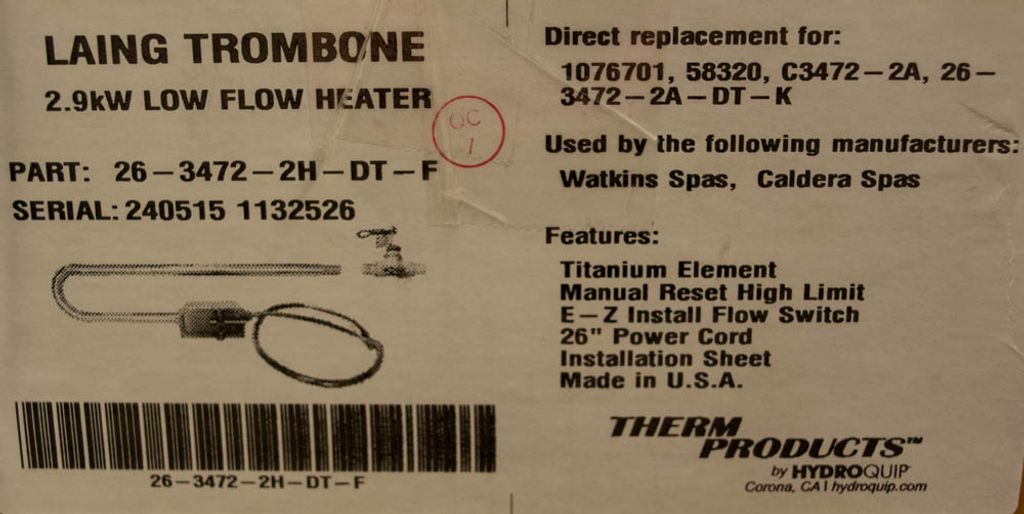 LAING TROMBONE
2.9kW LOW FLOW HEATER
QC
1
PART: 26-3472-2H-DT-F
SERIAL: 240515 1132526
26-3472-2H-DT-F
Direct replacement for:
1076701, 58320, C3472-2A, 26-
3472-2A-DT-K
Used by the following manufacturers:
Watkins Spas, Caldera Spas
Features:
Titanium Element
Manual Reset High Limit
E-Z Install Flow Switch
26" Power Cord
Installation Sheet
Made in U.S.A.
THERM
PRODUCTS™
by HYDROQUIP
Corona, CA | hydroquip.com